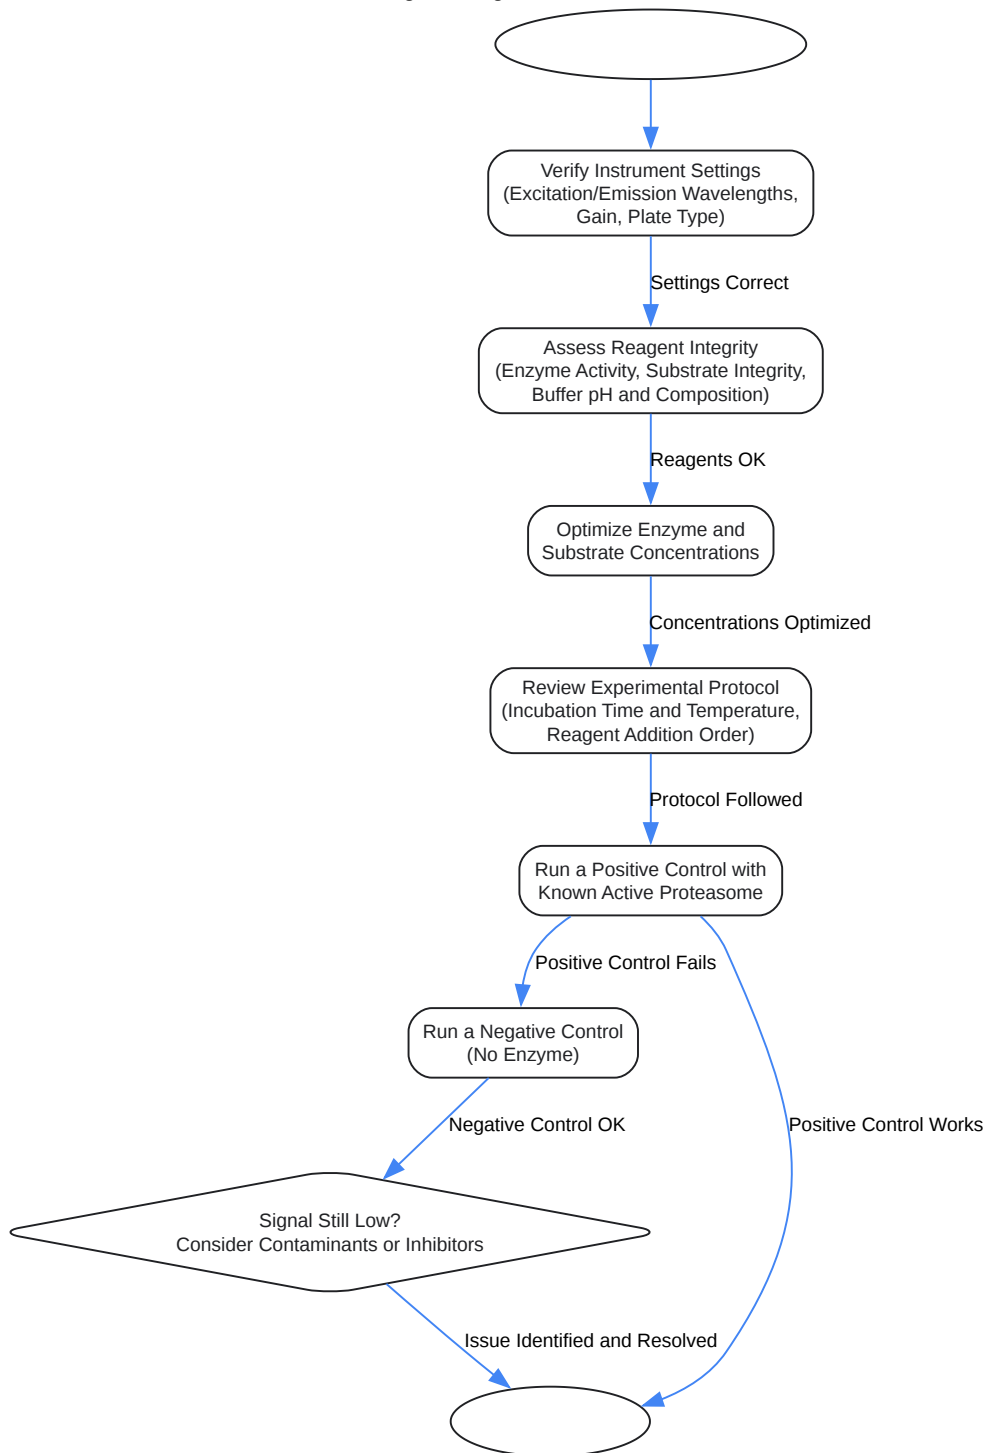 Verify Instrument Settings
(Excitation/Emission Wavelengths,
Gain, Plate Type)
Settings Correct
Assess Reagent Integrity
(Enzyme Activity, Substrate Integrity,
Buffer pH and Composition)
Reagents OK
Optimize Enzyme and
Substrate Concentrations
Concentrations Optimized
Review Experimental Protocol
(Incubation Time and Temperature,
Reagent Addition Order)
Protocol Followed
Run a Positive Control with
Known Active Proteasome
Positive Control Fails
Run a Negative Control
(No Enzyme)
Negative Control OK
Positive Control Works
Signal Still Low?
Consider Contaminants or Inhibitors
Issue Identified and Resolved